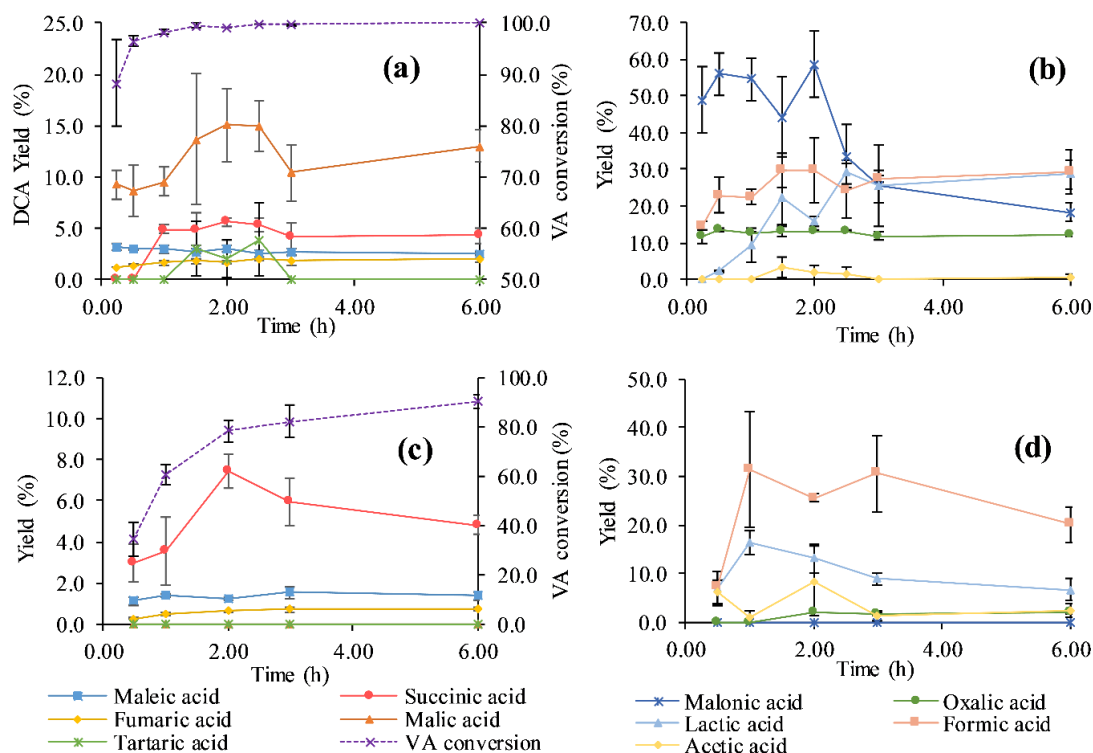 25.0
20.0
15.0
10.0
5.0
0.0
DCA Yield (%)
(a)
100.0
90.0
80.0
70.0
60.0
50.0
VA conversion (%)
0.00 2.00 4.00 6.00
Time (h)
70.0
60.0
50.0
40.0
30.0
20.0
10.0
0.0
Yield (%)
(b)
0.00 2.00 4.00 6.00
Time (h)
12.0
10.0
8.0
6.0
4.0
2.0
0.0
Yield (%)
(c)
100.0
80.0
60.0
40.0
20.0
0.0
VA conversion (%)
0.00 2.00 4.00 6.00
Time (h)
50.0
40.0
30.0
20.0
10.0
0.0
Yield (%)
(d)
0.00 2.00 4.00 6.00
Time (h)
Maleic acid Succinic acid
Fumaric acid Malic acid
Tartaric acid VA conversion
Malonic acid Oxalic acid
Lactic acid Formic acid
Acetic acid